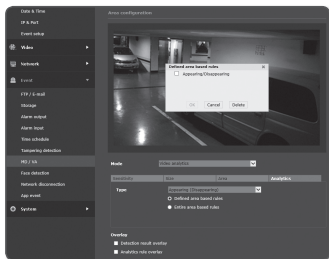 Date & Time
IP & Port
Event setup
Video
Network
Event
FTP / E-mail
Storage
Alarm output
Alarm input
Time schedule
Tampering detection
MD / VA
Face detection
Network disconnection
App event
System
Area configuration
Defined area based rules
Appearing/Disappearing
OK
Cancel
Delete
Mode
Video analytics
Sensitivity
Size
Area
Analytics
Type
Appearing (Disappearing)
Defined area based rules
Entire area based rules
Overlay
Detection result overlay
Analytics rule overlay